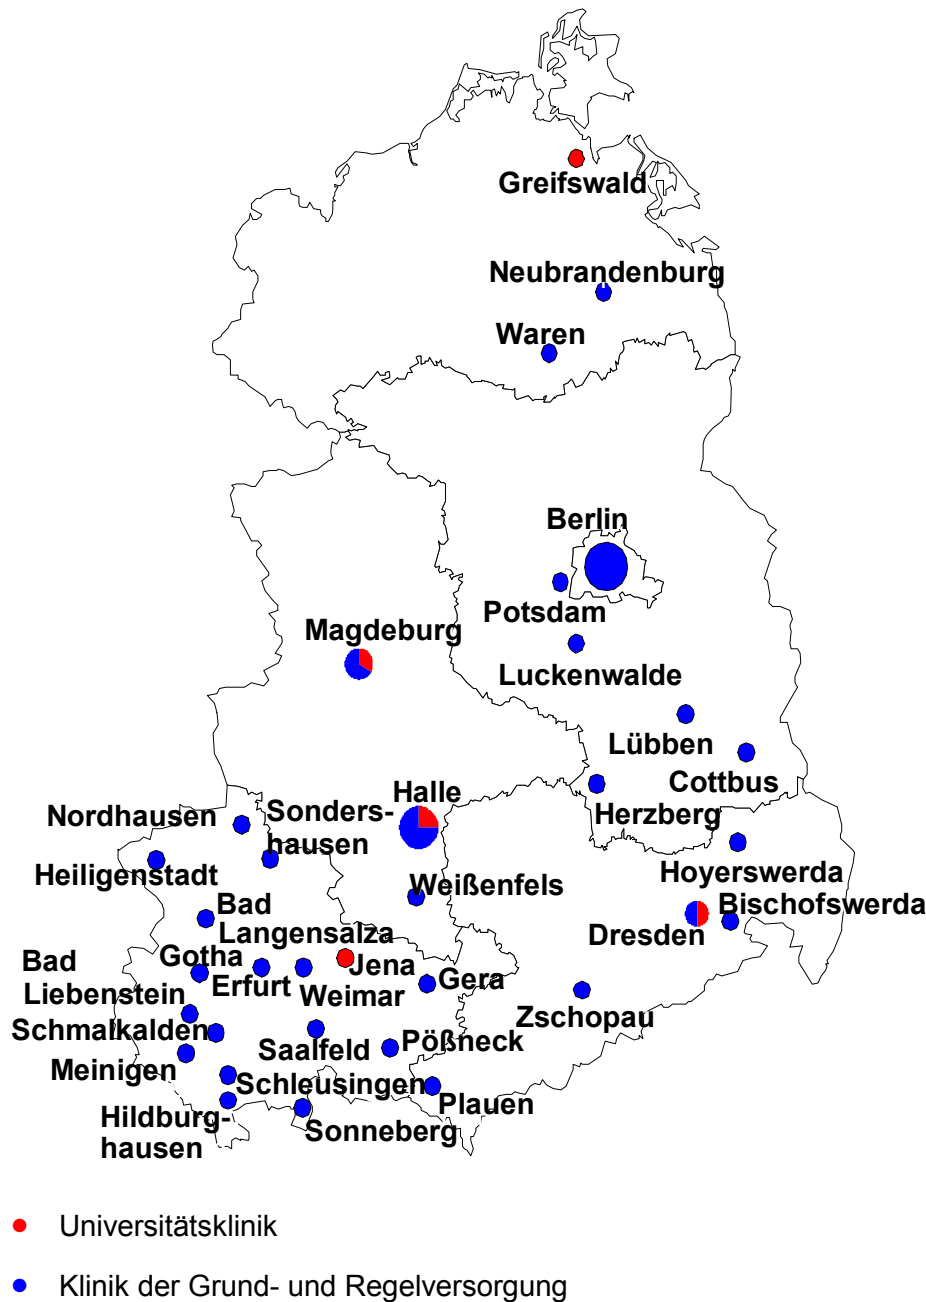 Greifswald
Neubrandenburg
Waren
Berlin
Potsdam
Magdeburg
Luckenwalde
Lübben
Cottbus
Herzberg
Halle
Nordhausen
Sonders-
hausen
Heiligenstadt
Hoyerswerda
Weißenfels
Bischofswerda
Dresden
Bad
Langensalza
Gotha
Erfurt
Weimar
Jena
Gera
Bad
Liebenstein
Zschopau
Schmalkalden
Saalfeld
Pößneck
Meinigen
Schleusingen
Plauen
Hildburg-
hausen
Sonneberg
Universitätsklinik
Klinik der Grund- und Regelversorgung